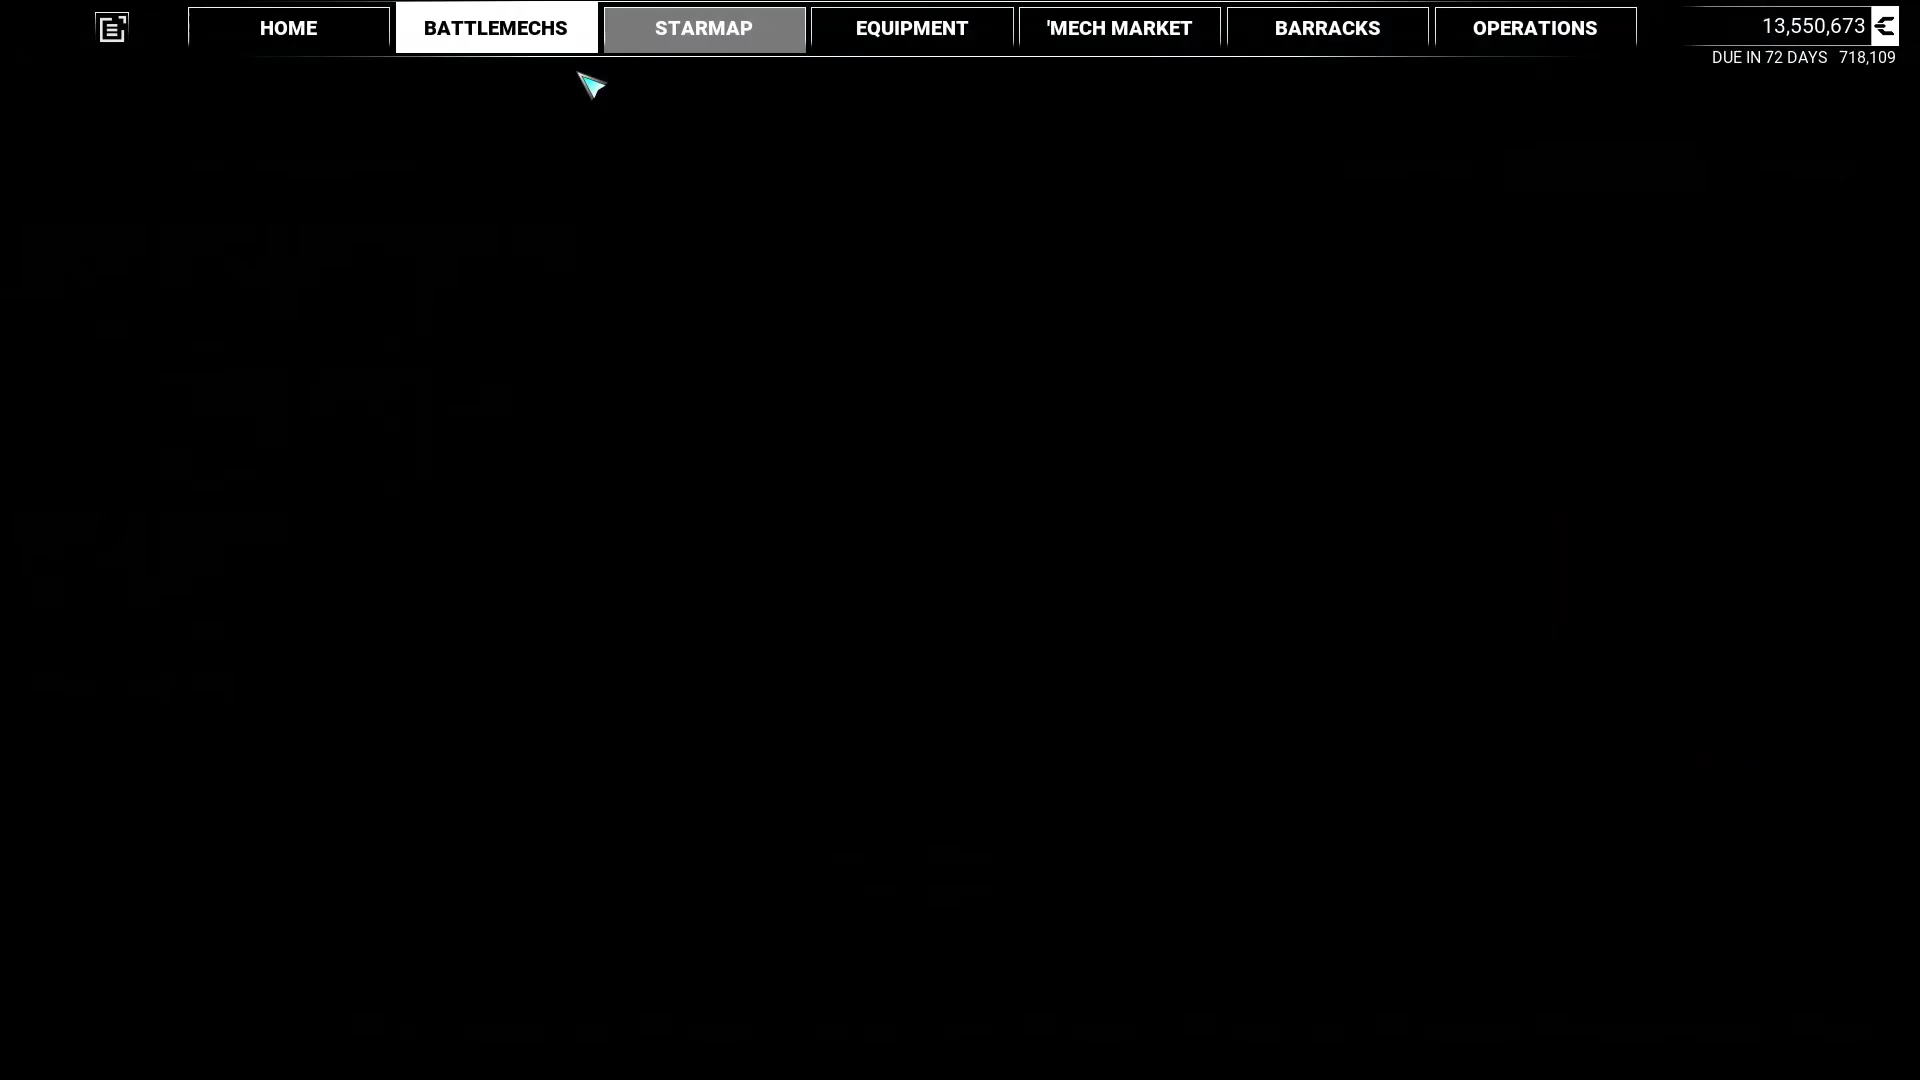 HOME
BATTLEMECHS
STARMAP
EQUIPMENT
'MECH MARKET
BARRACKS
OPERATIONS
13,550,673
DUE IN 72 DAYS 718,109